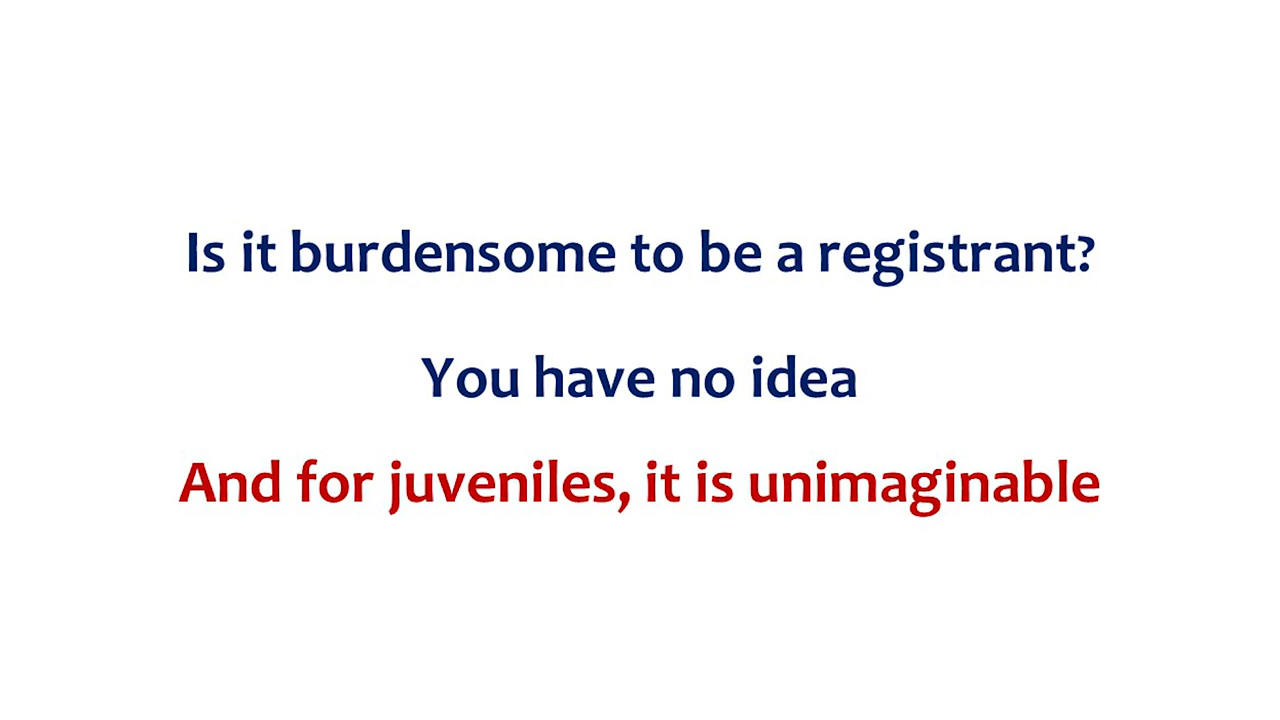 Is it burdensome to be a registrant?
You have no idea
And for juveniles, it is unimaginable